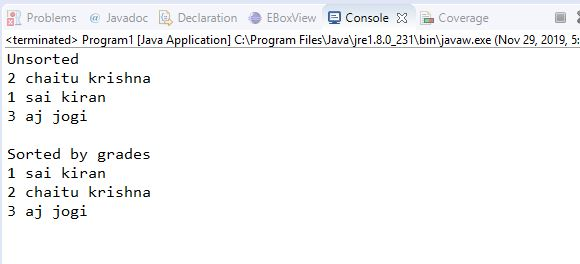 Problems @ Javadoc Declaration EBoxView Console Coverage
<terminated> Program1 [Java Application] C:\Program Files\Java\jre1.8.0_231\bin\javaw.exe (Nov 29, 2019, 5:
Unsorted
2 chaitu krishna
1 sai kiran
3 aj jogi
Sorted by grades
1 sai kiran
2 chaitu krishna
3 aj jogi